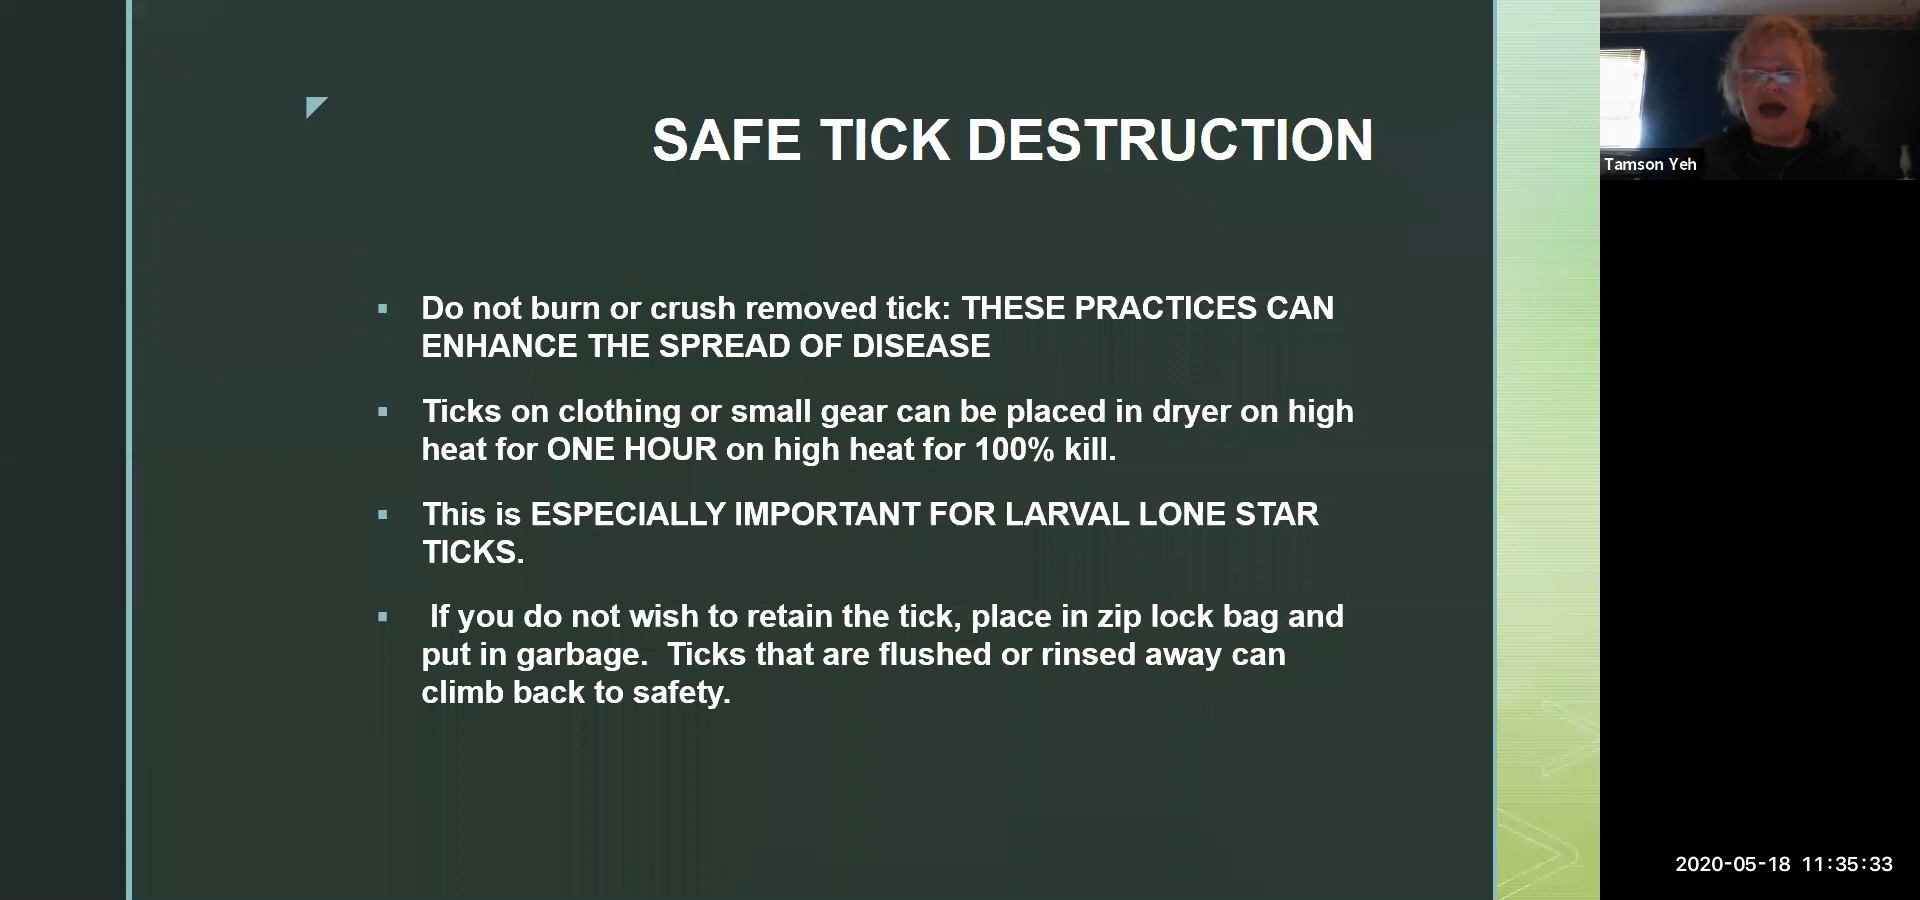 SAFE TICK DESTRUCTION
Do not burn or crush removed tick: THESE PRACTICES CAN
ENHANCE THE SPREAD OF DISEASE
Ticks on clothing or small gear can be placed in dryer on high
heat for ONE HOUR on high heat for 100% kill.
This is ESPECIALLY IMPORTANT FOR LARVAL LONE STAR
TICKS.
If you do not wish to retain the tick, place in zip lock bag and
put in garbage.  Ticks that are flushed or rinsed away can
climb back to safety.
Tamson Yeh
2020-05-18 11:35:33